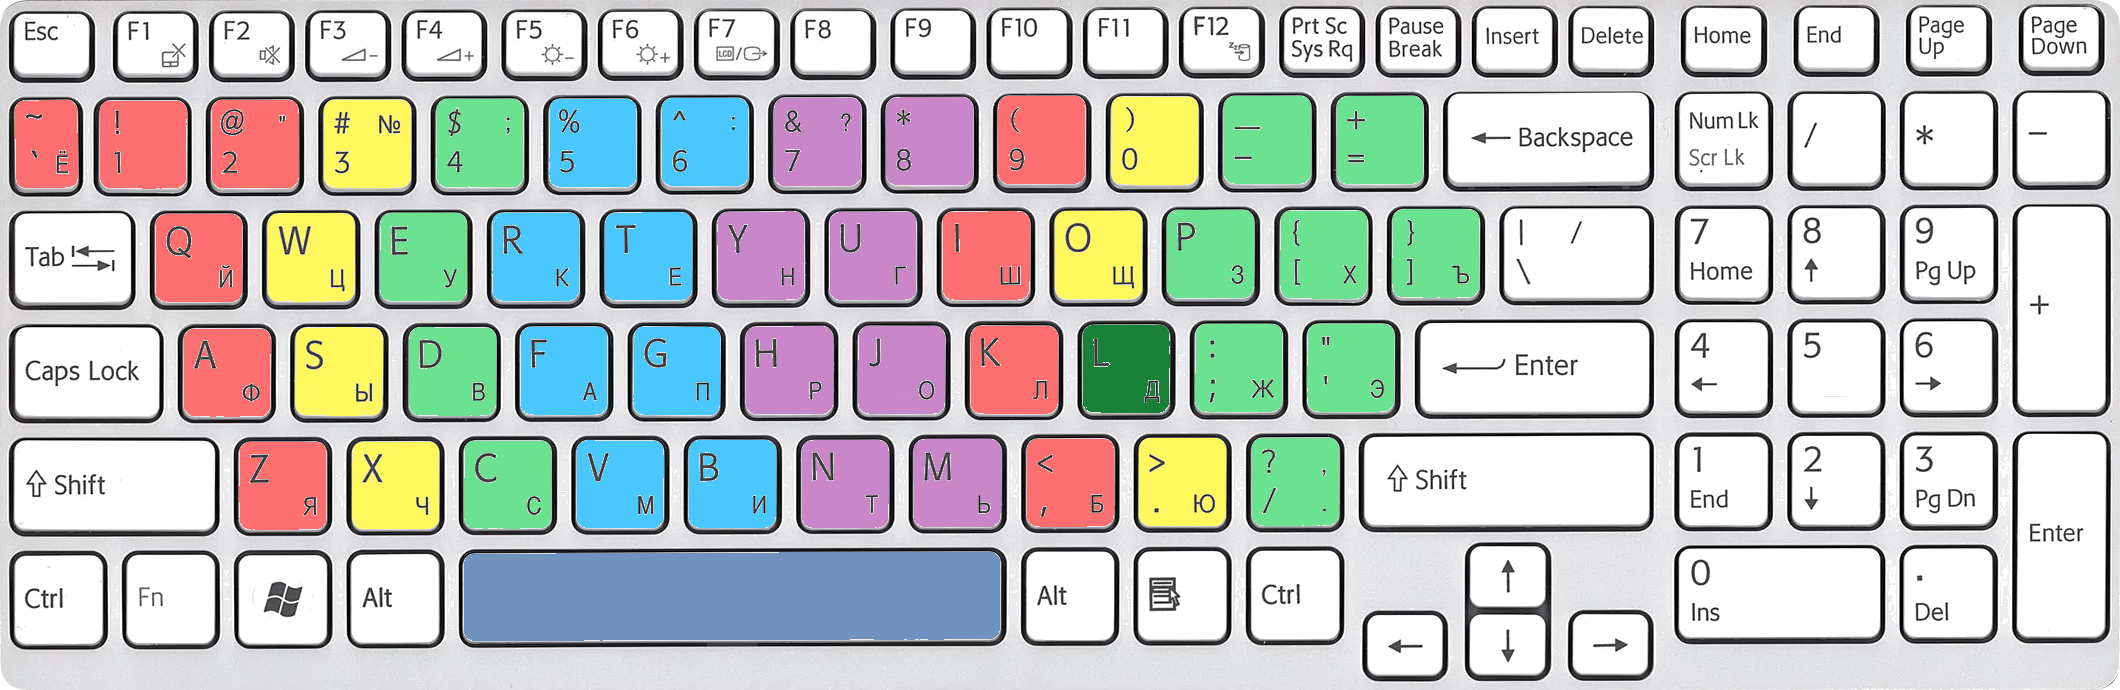 Esc F1 F2 F3 F4 F5 F6 F7 LCD F8 F9 F10 F11 F12 Prt Sc Sys Rq Pause Break Insert Delete Home End Page Up Page Down
~ ` Ё ! 1 @ " 2 # № 3 $ ; 4 % 5 ^ : 6 & ? 7 * 8 ( 9 ) 0 — – + = Backspace Num Lk Scr Lk / * –
Tab Q Й W Ц E У R К T Е Y Н U Г I Ш O Щ P З { [ Х } ] Ъ | / \ 7 Home 8 ↑ 9 Pg Up +
Caps Lock A Ф S Ы D В F А G П H Р J О K Л L Д : ; Ж " ' Э Enter 4 ← 5 6 →
Shift Z Я X Ч C С V М B И N Т M Ь < , Б > . Ю ? , / . Shift 1 End 2 ↓ 3 Pg Dn Enter
Ctrl Fn Alt Alt Ctrl ↑ ← ↓ → 0 Ins . Del